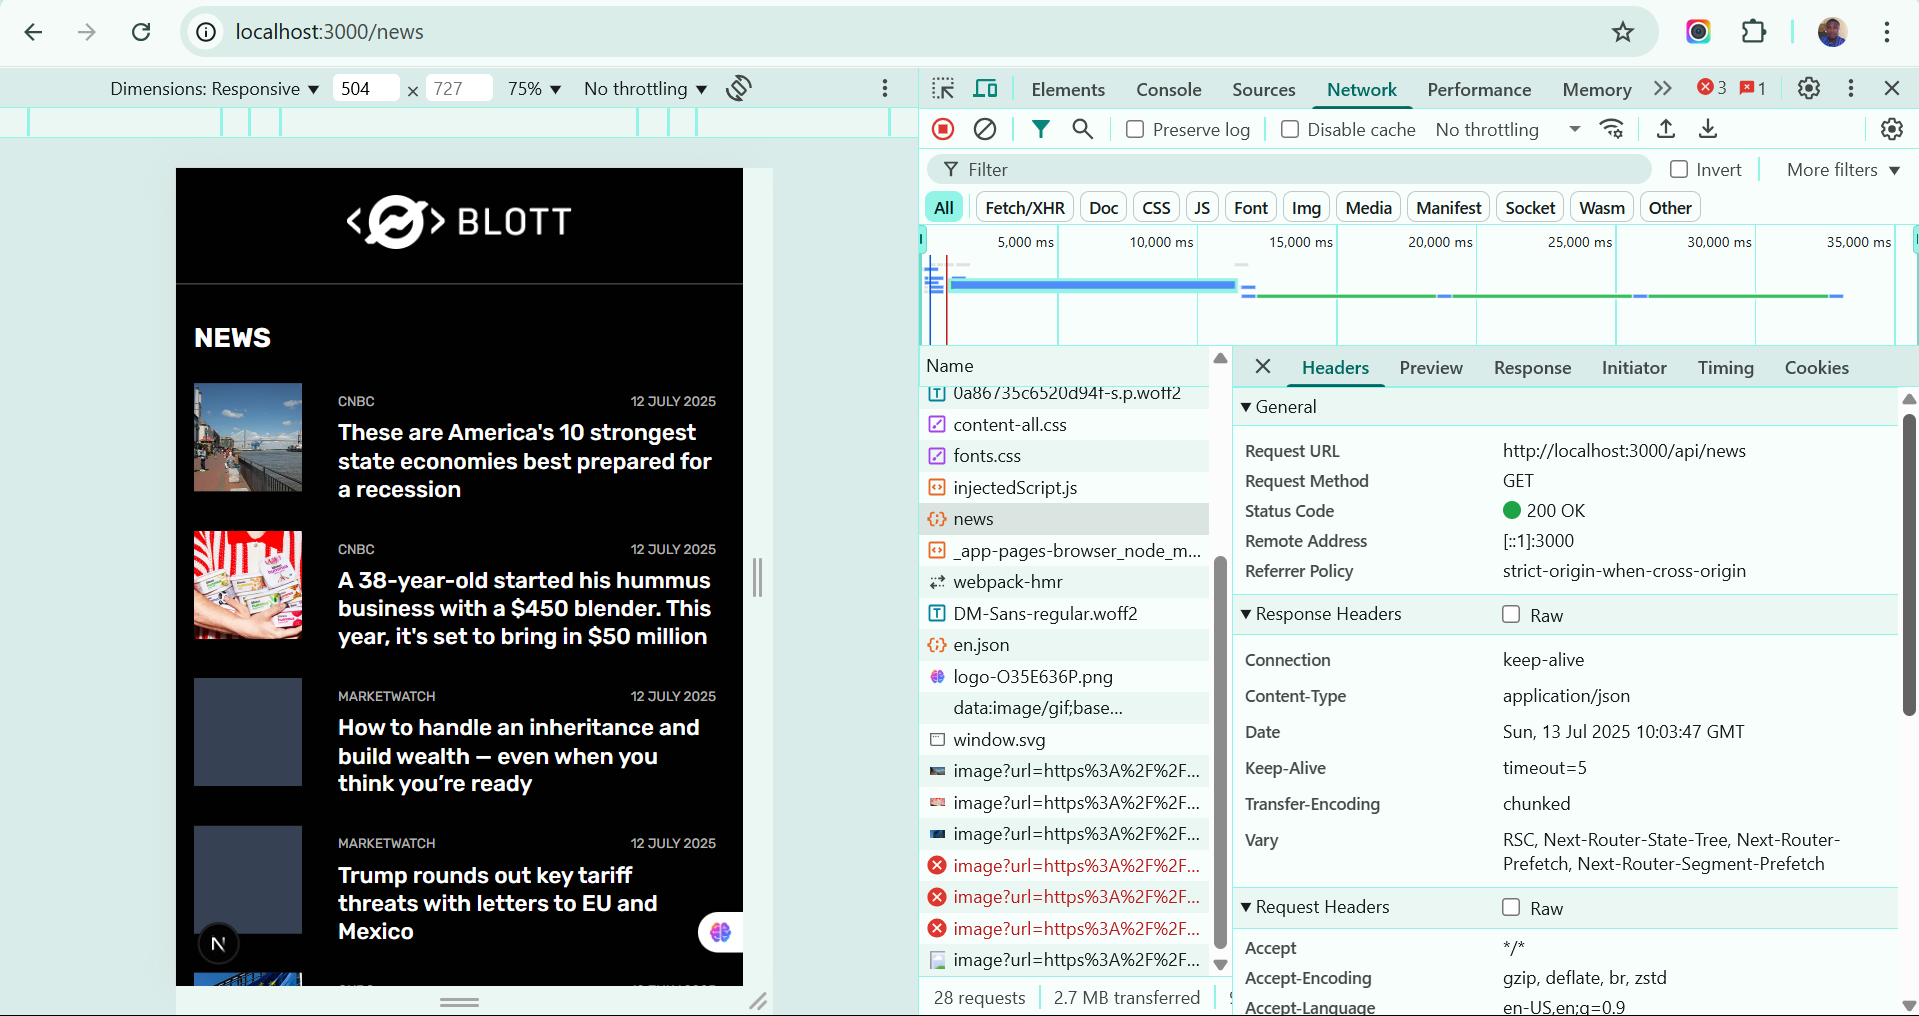 localhost:3000/news
Dimensions: Responsive ▼ 504 × 727 75% ▼ No throttling ▼
Elements Console Sources Network Performance Memory 3 1
Preserve log Disable cache No throttling
Filter Invert More filters ▼
All Fetch/XHR Doc CSS JS Font Img Media Manifest Socket Wasm Other
5,000 ms 10,000 ms 15,000 ms 20,000 ms 25,000 ms 30,000 ms 35,000 ms
BLOTT
NEWS
CNBC 12 JULY 2025
These are America's 10 strongest
state economies best prepared for
a recession
CNBC 12 JULY 2025
A 38-year-old started his hummus
business with a $450 blender. This
year, it's set to bring in $50 million
MARKETWATCH 12 JULY 2025
How to handle an inheritance and
build wealth — even when you
think you’re ready
MARKETWATCH 12 JULY 2025
Trump rounds out key tariff
threats with letters to EU and
Mexico
N
Name
0a86735c6520d94f-s.p.woff2
content-all.css
fonts.css
injectedScript.js
news
_app-pages-browser_node_m...
webpack-hmr
DM-Sans-regular.woff2
en.json
logo-O35E636P.png
data:image/gif;base...
window.svg
image?url=https%3A%2F%2F...
image?url=https%3A%2F%2F...
image?url=https%3A%2F%2F...
image?url=https%3A%2F%2F...
image?url=https%3A%2F%2F...
image?url=https%3A%2F%2F...
image?url=https%3A%2F%2F...
28 requests 2.7 MB transferred
Headers Preview Response Initiator Timing Cookies
▼ General
Request URL http://localhost:3000/api/news
Request Method GET
Status Code 200 OK
Remote Address [::1]:3000
Referrer Policy strict-origin-when-cross-origin
▼ Response Headers Raw
Connection keep-alive
Content-Type application/json
Date Sun, 13 Jul 2025 10:03:47 GMT
Keep-Alive timeout=5
Transfer-Encoding chunked
Vary RSC, Next-Router-State-Tree, Next-Router-
Prefetch, Next-Router-Segment-Prefetch
▼ Request Headers Raw
Accept */*
Accept-Encoding gzip, deflate, br, zstd
Accept-Language en-US,en;q=0.9